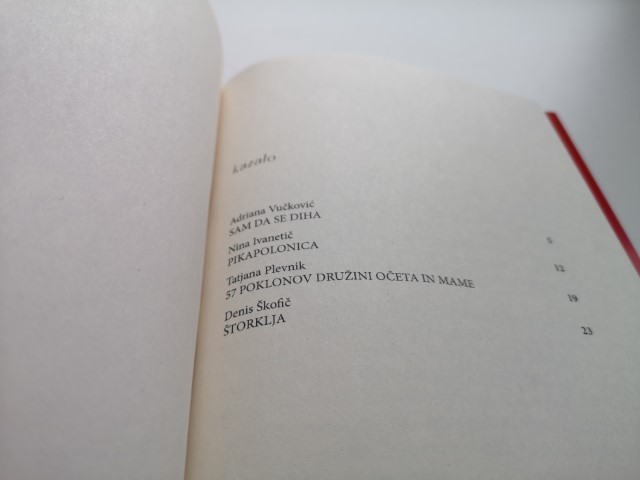 kazalo
Adriana Vučković
SAM DA SE DIHA 5
Nina Ivanetič
PIKAPOLONICA 12
Tatjana Plevnik
57 POKLONOV DRUŽINI OČETA IN MAME 19
Denis Škofič
ŠTORKLJA 23